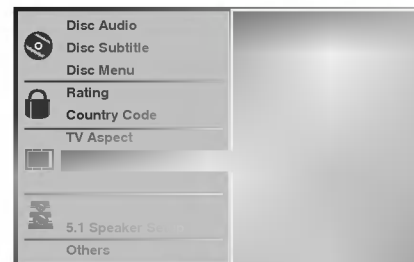 Disc Audio
Disc Subtitle
Disc Menu
Rating
Country Code
TV Aspect
5.1 Speaker
Others